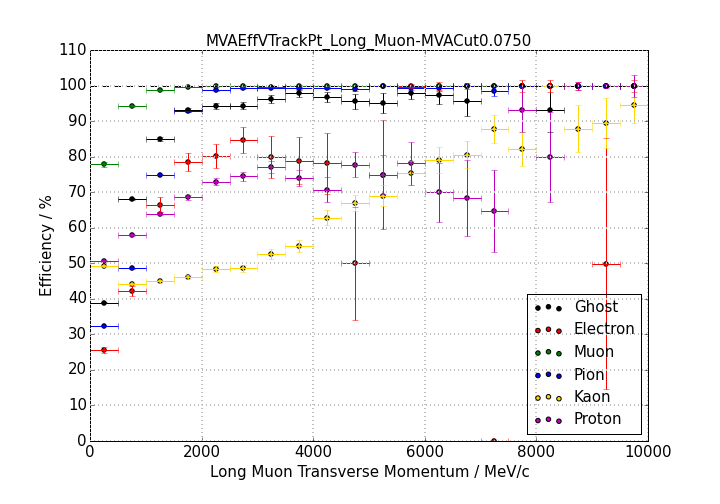 MVAEffVTrackPt_Long_Muon-MVACut0.0750
110
100
90
80
70
60
50
40
30
20
10
0
Efficiency / %
Ghost
Electron
Muon
Pion
Kaon
Proton
0 2000 4000 6000 8000 10000
Long Muon Transverse Momentum / MeV/c